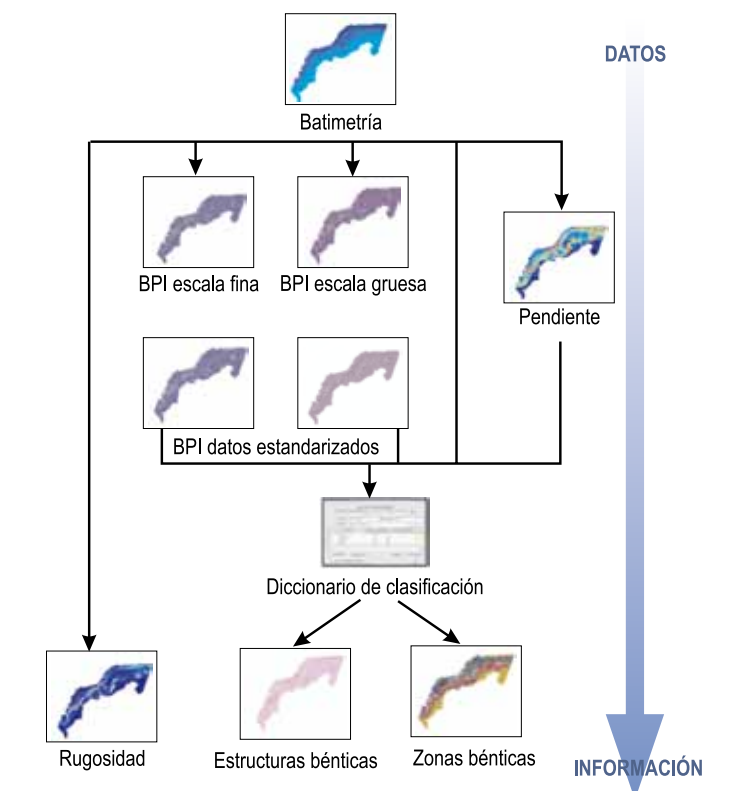 DATOS
Batimetría
BPI escala fina
BPI escala gruesa
Pendiente
BPI datos estandarizados
Diccionario de clasificación
Rugosidad
Estructuras bénticas
Zonas bénticas
INFORMACIÓN